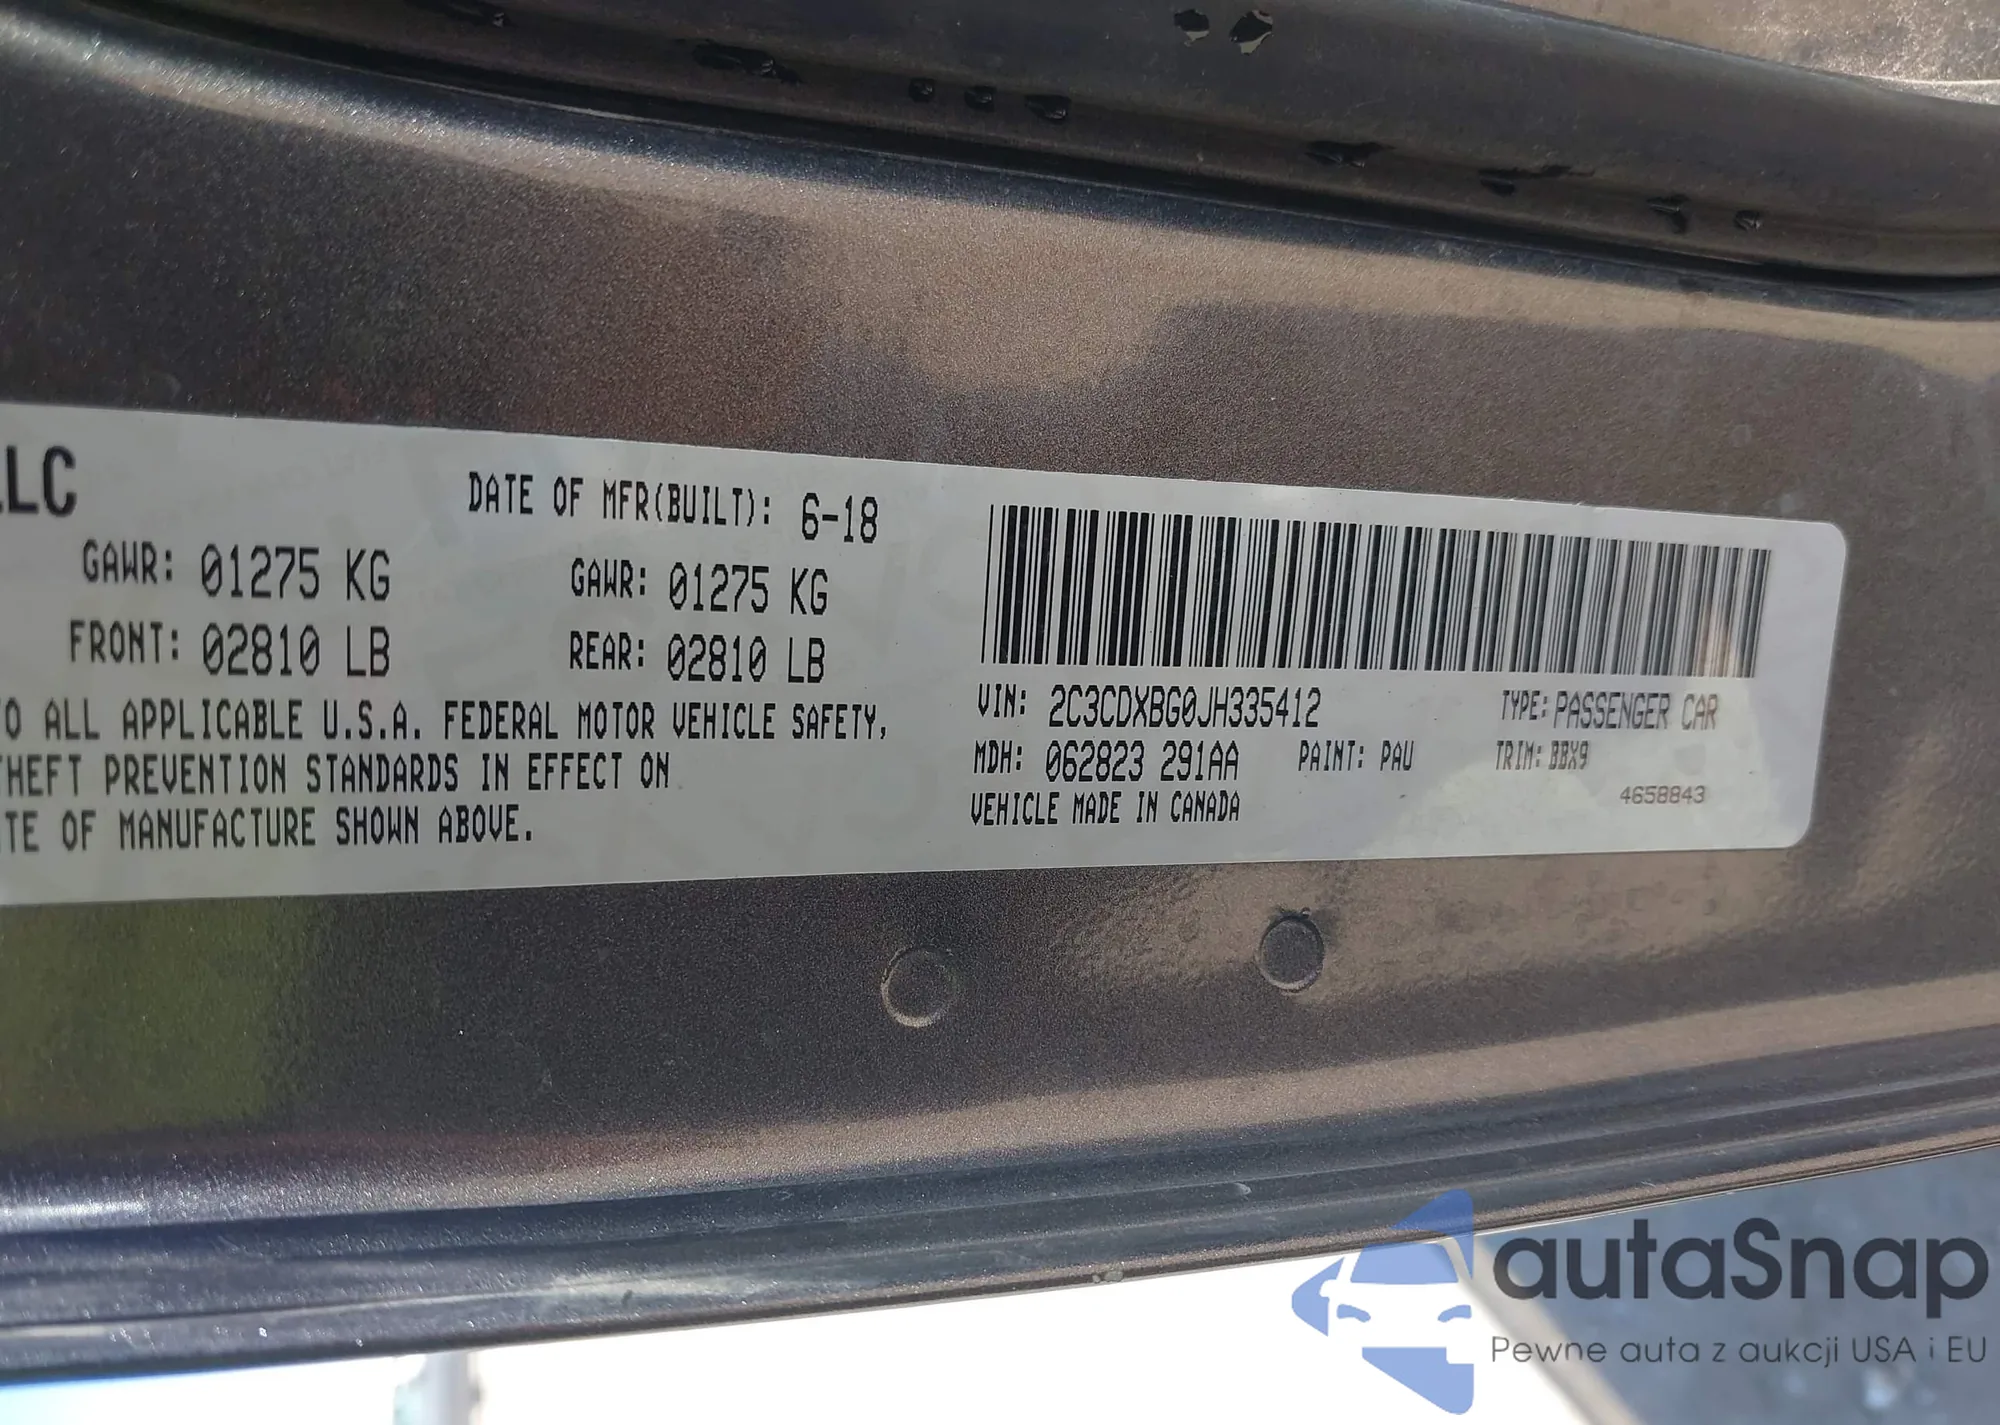 LLC
DATE OF MFR(BUILT): 6-18
GAWR: 01275 KG
GAWR: 01275 KG
FRONT: 02810 LB
REAR: 02810 LB
O ALL APPLICABLE U.S.A. FEDERAL MOTOR VEHICLE SAFETY,
HEFT PREVENTION STANDARDS IN EFFECT ON
TE OF MANUFACTURE SHOWN ABOVE.
VIN: 2C3CDXBG0JH335412
TYPE: PASSENGER CAR
MDH: 062823 291AA
PAINT: PAU
TRIM: BBX9
VEHICLE MADE IN CANADA
4658843
autaSnap
Pewne auta z aukcji USA i EU